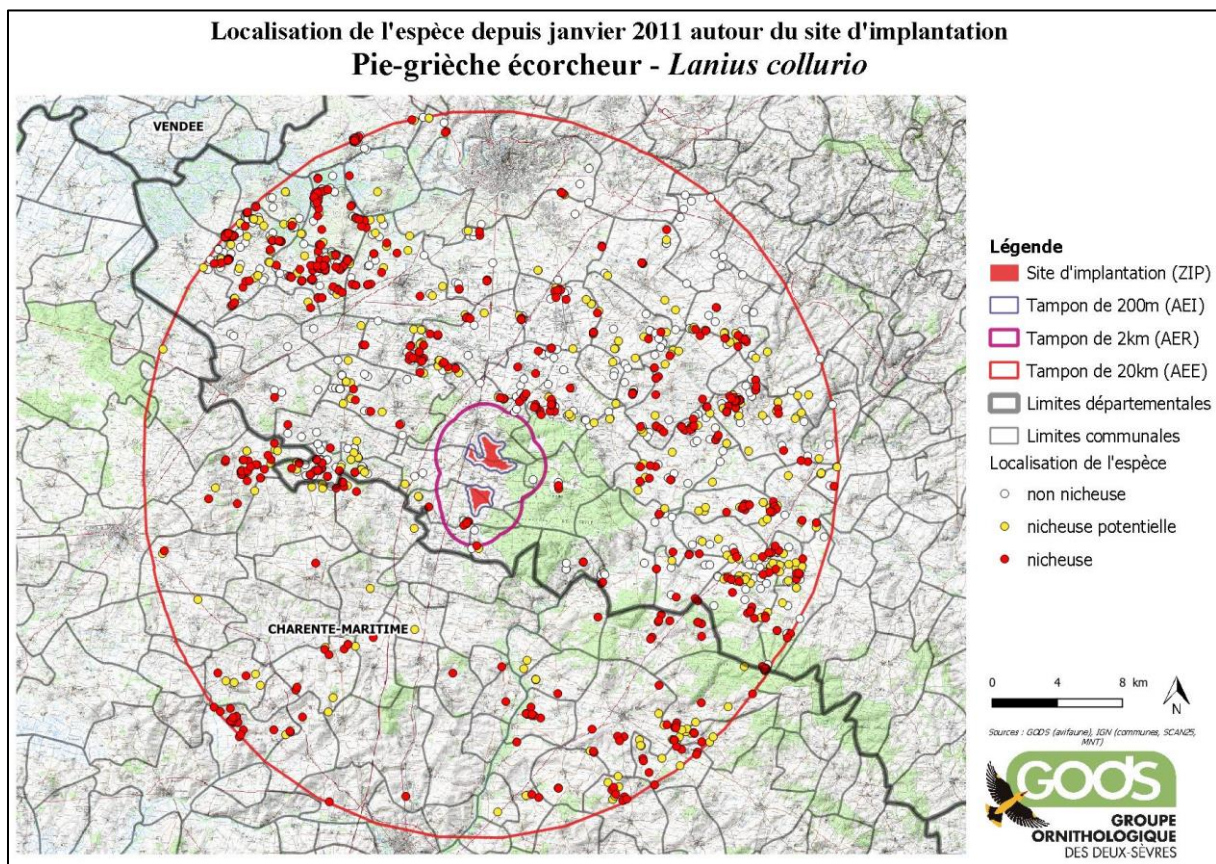 Localisation de l'espèce depuis janvier 2011 autour du site d'implantation
Pie-grièche écorcheur - Lanius collurio
VENDEE
CHARENTE-MARITIME
Légende
Site d'implantation (ZIP)
Tampon de 200m (AEI)
Tampon de 2km (AER)
Tampon de 20km (AEE)
Limites départementales
Limites communales
Localisation de l'espèce
non nicheuse
nicheuse potentielle
nicheuse
0 4 8 km
N
Sources : GODS (avifaune), IGN (communes, SCAN25,
MNT)
GODS
GROUPE
ORNITHOLOGIQUE
DES DEUX-SÈVRES